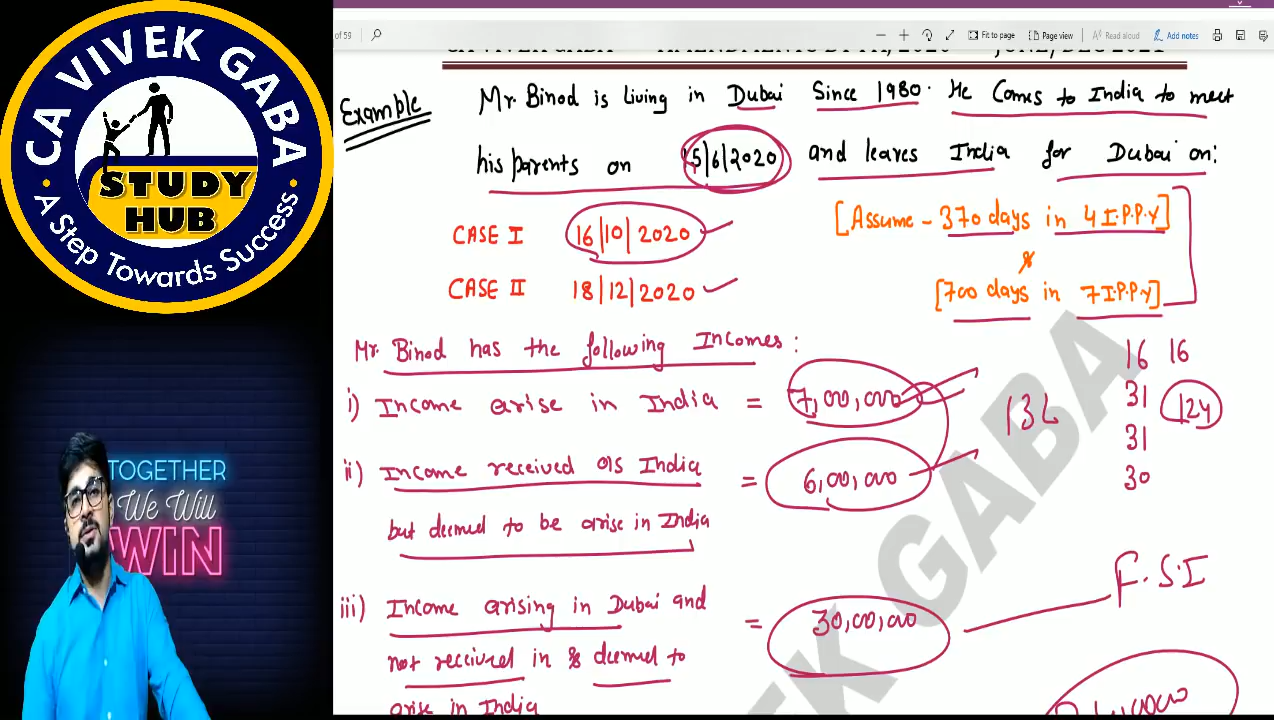 CA VIVEK GABA
STUDY
HUB
• A Step Towards Success •
of 59
Fit to page
Page view
Read aloud
Add notes
Example
Mr. Binod is living in Dubai Since 1980. He Comes to India to meet
his parents on 15/6/2020 and leaves India for Dubai on:
CASE I 16/10/2020
[Assume - 370 days in 4 I.P.P.Y]
&
CASE II 18/12/2020
[700 days in 7 I.P.P.Y]
Mr. Binod has the following Incomes:
16 16
i) Income arise in India = 7,00,000
31 124
31
ii) Income received o/s India = 6,00,000
30
but deemed to be arise in India
F.S.I
iii) Income arising in Dubai and = 30,00,000
not received in & deemed to
arise in India
TOGETHER
We Will
WIN